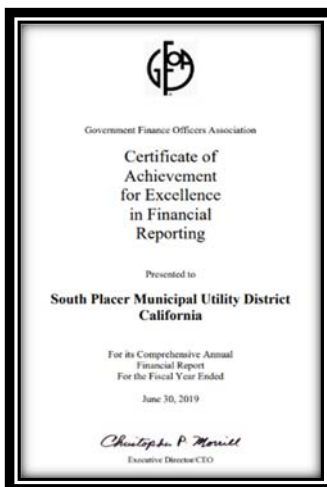 GFOA
Government Finance Officers Association
Certificate of
Achievement
for Excellence
in Financial
Reporting
Presented to
South Placer Municipal Utility District
California
For its Comprehensive Annual
Financial Report
For the Fiscal Year Ended
June 30, 2019
Christopher P. Morrill
Executive Director/CEO